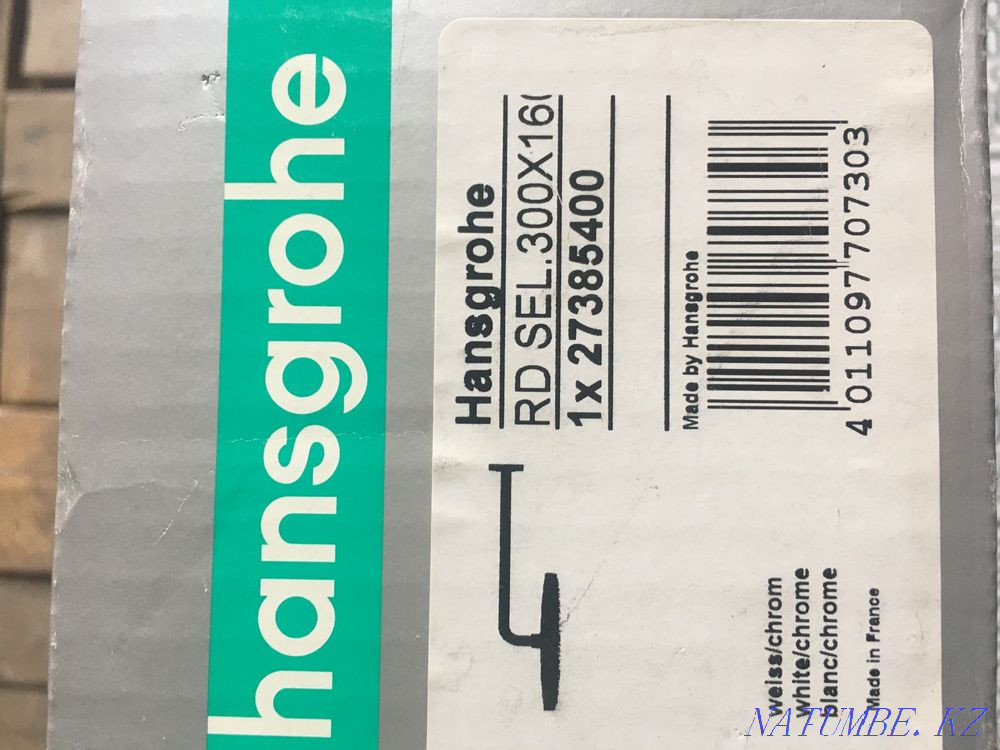 hansgrohe
Hansgrohe
RD SEL.300X160
1x 27385400
Made by Hansgrohe
4 011097 707303
weiss/chrom
white/chrome
blanc/chrome
Made in France
NATUMBE.KZ